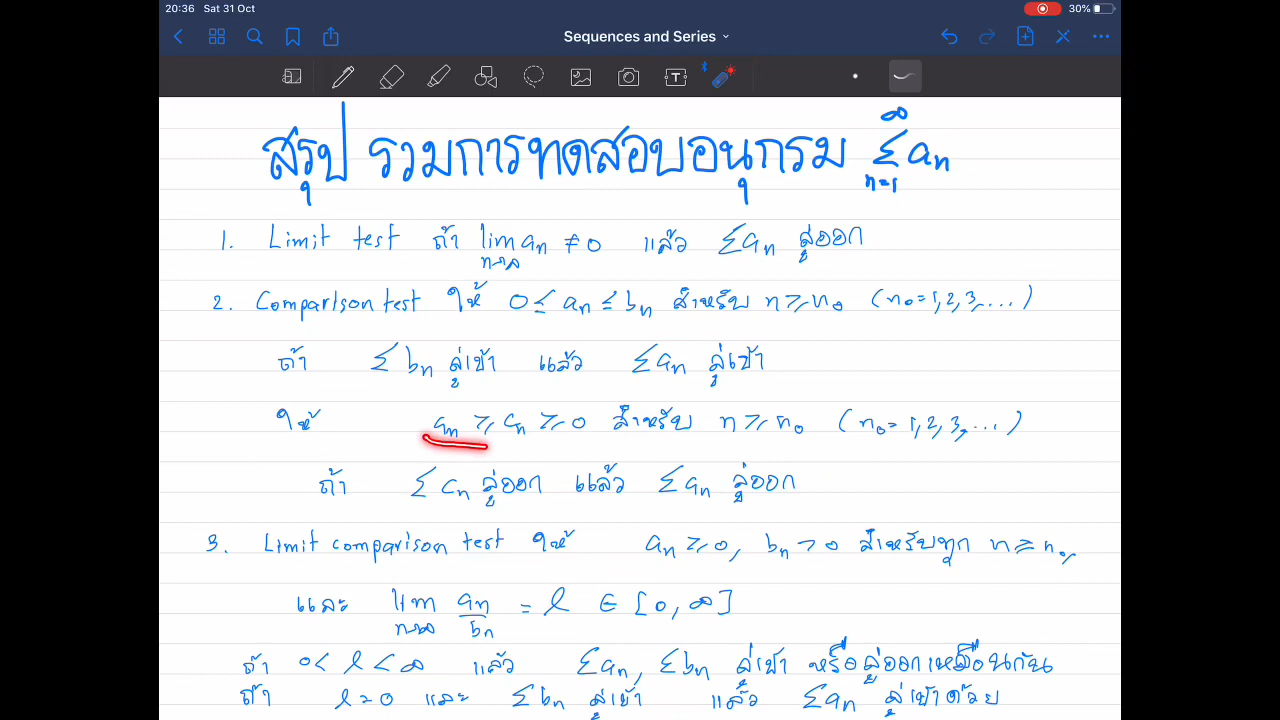 20:36 Sat 31 Oct 30%
Sequences and Series
T
สรุป รวมการทดสอบอนุกรม ∞ Σ n=1 aₙ
1. Limit test ถ้า lim n→∞ aₙ ≠ 0 แล้ว Σaₙ ลู่ออก
2. Comparison test ให้ 0 ≤ aₙ ≤ bₙ สำหรับ n ≥ n₀ (n₀ = 1, 2, 3, ...)
ถ้า Σ bₙ ลู่เข้า แล้ว Σaₙ ลู่เข้า
ให้ aₙ ≥ cₙ ≥ 0 สำหรับ n ≥ n₀ (n₀ = 1, 2, 3, ...)
ถ้า Σ cₙ ลู่ออก แล้ว Σaₙ ลู่ออก
3. Limit comparison test ให้ aₙ ≥ 0, bₙ > 0 สำหรับทุก n ≥ n₀,
และ lim n→∞ aₙ/bₙ = l ∈ [0, ∞]
ถ้า 0 < l < ∞ แล้ว Σaₙ, Σbₙ ลู่เข้า หรือ ลู่ออกเหมือนกัน
ถ้า l = 0 และ Σbₙ ลู่เข้า แล้ว Σaₙ ลู่เข้าด้วย